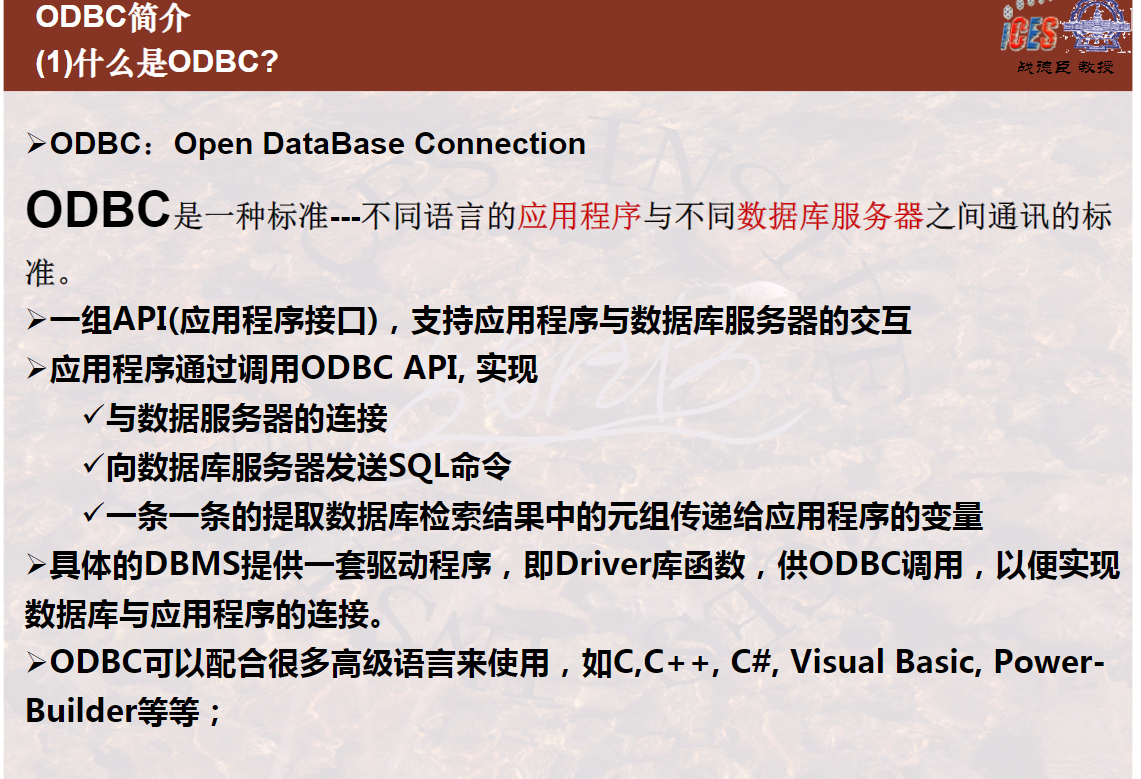 ODBC简介
(1)什么是ODBC?
iCES
战德臣 教授
➢ODBC：Open DataBase Connection
ODBC是一种标准---不同语言的应用程序与不同数据库服务器之间通讯的标
准。
➢一组API(应用程序接口)，支持应用程序与数据库服务器的交互
➢应用程序通过调用ODBC API, 实现
✓与数据服务器的连接
✓向数据库服务器发送SQL命令
✓一条一条的提取数据库检索结果中的元组传递给应用程序的变量
➢具体的DBMS提供一套驱动程序，即Driver库函数，供ODBC调用，以便实现
数据库与应用程序的连接。
➢ODBC可以配合很多高级语言来使用，如C,C++, C#, Visual Basic, Power-
Builder等等；